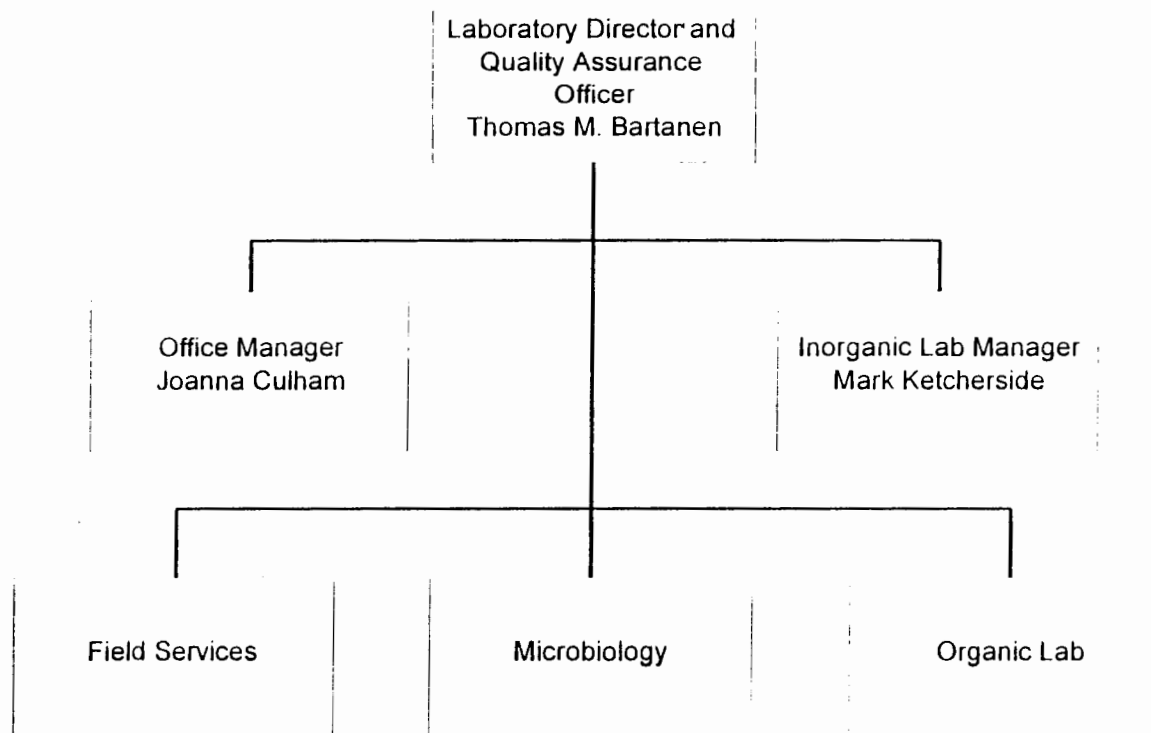 Laboratory Director and
Quality Assurance
Officer
Thomas M. Bartanen
Office Manager
Joanna Culham
Inorganic Lab Manager
Mark Ketcherside
Field Services
Microbiology
Organic Lab